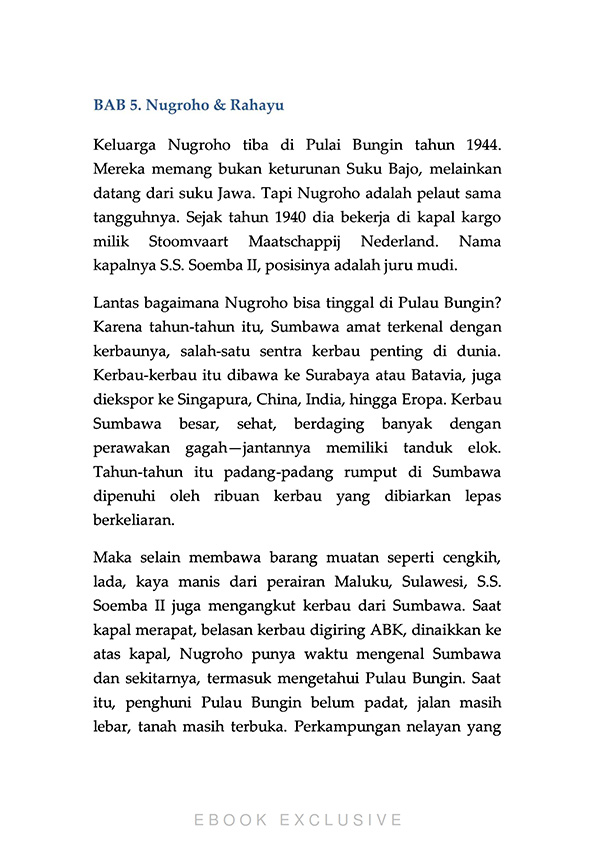 BAB 5. Nugroho & Rahayu
Keluarga Nugroho tiba di Pulai Bungin tahun 1944.
Mereka memang bukan keturunan Suku Bajo, melainkan
datang dari suku Jawa. Tapi Nugroho adalah pelaut sama
tangguhnya. Sejak tahun 1940 dia bekerja di kapal kargo
milik Stoomvaart Maatschappij Nederland. Nama
kapalnya S.S. Soemba II, posisinya adalah juru mudi.
Lantas bagaimana Nugroho bisa tinggal di Pulau Bungin?
Karena tahun-tahun itu, Sumbawa amat terkenal dengan
kerbaunya, salah-satu sentra kerbau penting di dunia.
Kerbau-kerbau itu dibawa ke Surabaya atau Batavia, juga
diekspor ke Singapura, China, India, hingga Eropa. Kerbau
Sumbawa besar, sehat, berdaging banyak dengan
perawakan gagah—jantannya memiliki tanduk elok.
Tahun-tahun itu padang-padang rumput di Sumbawa
dipenuhi oleh ribuan kerbau yang dibiarkan lepas
berkeliaran.
Maka selain membawa barang muatan seperti cengkih,
lada, kaya manis dari perairan Maluku, Sulawesi, S.S.
Soemba II juga mengangkut kerbau dari Sumbawa. Saat
kapal merapat, belasan kerbau digiring ABK, dinaikkan ke
atas kapal, Nugroho punya waktu mengenal Sumbawa
dan sekitarnya, termasuk mengetahui Pulau Bungin. Saat
itu, penghuni Pulau Bungin belum padat, jalan masih
lebar, tanah masih terbuka. Perkampungan nelayan yang
EBOOK EXCLUSIVE